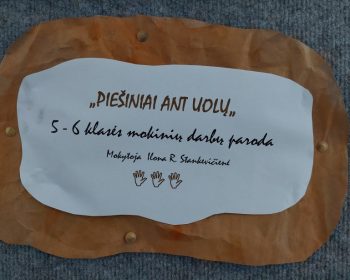 „PIEŠINIAI ANT UOLŲ„
5 - 6 klasės mokinių darbų paroda
Mokytoja Ilona R. Stankevičienė